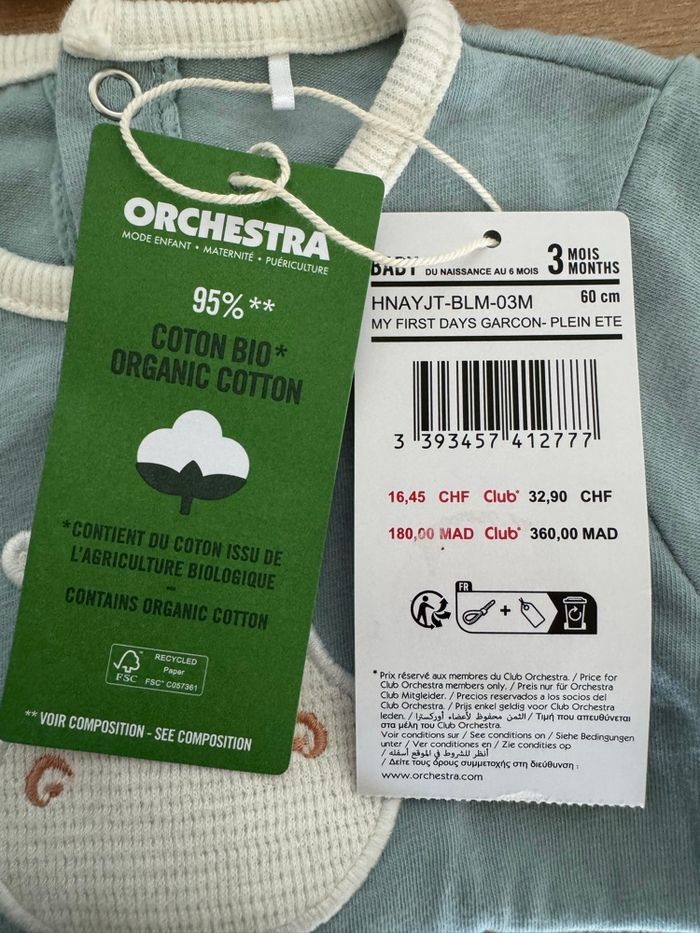 ORCHESTRA
MODE ENFANT • MATERNITÉ • PUÉRICULTURE
95%**
COTON BIO*
ORGANIC COTTON
*CONTIENT DU COTON ISSU DE
L'AGRICULTURE BIOLOGIQUE
-
CONTAINS ORGANIC COTTON
FSC
RECYCLED
Paper
FSC® C057361
** VOIR COMPOSITION - SEE COMPOSITION
BABY DU NAISSANCE AU 6 MOIS 3 MOIS
MONTHS
HNAYJT-BLM-03M 60 cm
MY FIRST DAYS GARCON- PLEIN ETE
3 393457 412777
16,45 CHF Club* 32,90 CHF
180,00 MAD Club* 360,00 MAD
FR
+
* Prix réservé aux membres du Club Orchestra. / Price for
Club Orchestra members only. / Preis nur für Orchestra
Club Mitglieder. / Precios reservados a los socios del
Club Orchestra. / Prijs enkel geldig voor Club Orchestra
leden. / الثمن محفوظ لأعضاء أوركسترا / Τιμή που απευθύνεται
στα μέλη του Club Orchestra.
Voir conditions sur / See conditions on / Siehe Bedingungen
unter / Ver condiciones en / Zie condities op
/ أنظر للشروط في الموقع أسفله
/ Δείτε τους όρους συμμετοχής στη διεύθυνση :
www.orchestra.com